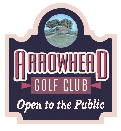 ARROWHEAD
GOLF CLUB
Open to the Public